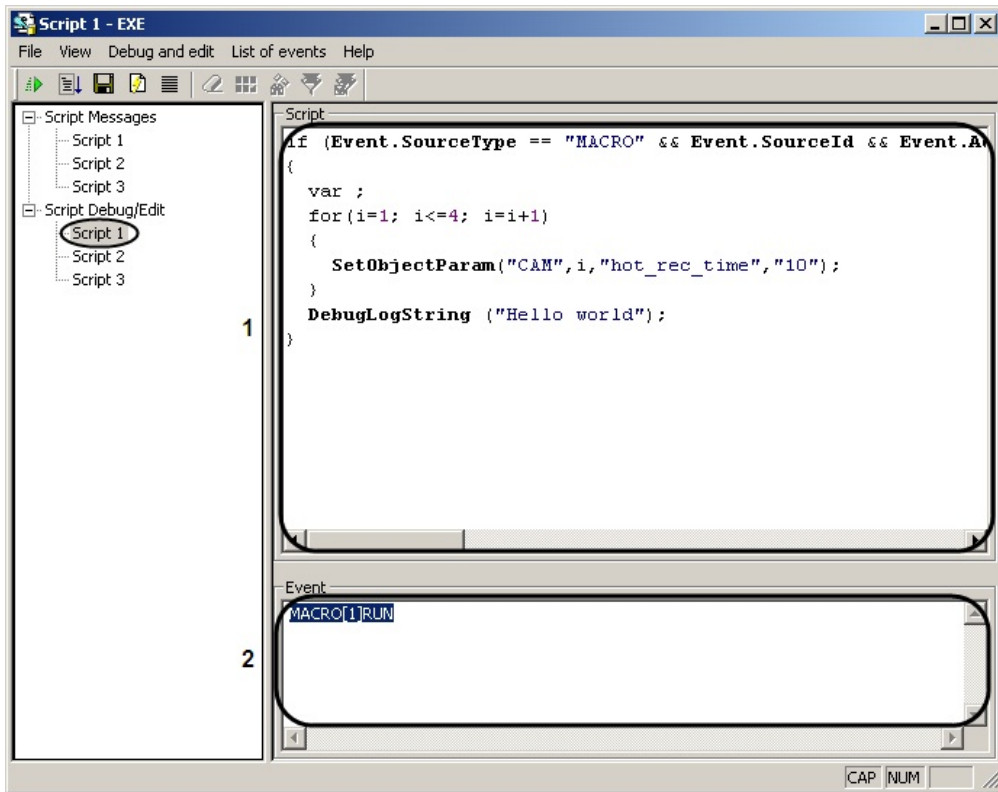 Script 1 - EXE
File View Debug and edit List of events Help
Script Messages
Script 1
Script 2
Script 3
Script Debug/Edit
Script 1
Script 2
Script 3
1
2
Script
if (Event.SourceType == "MACRO" && Event.SourceId && Event.A
{
var ;
for(i=1; i<=4; i=i+1)
{
SetObjectParam("CAM",i,"hot_rec_time","10");
}
DebugLogString ("Hello world");
}
Event
MACRO[1]RUN
CAP NUM